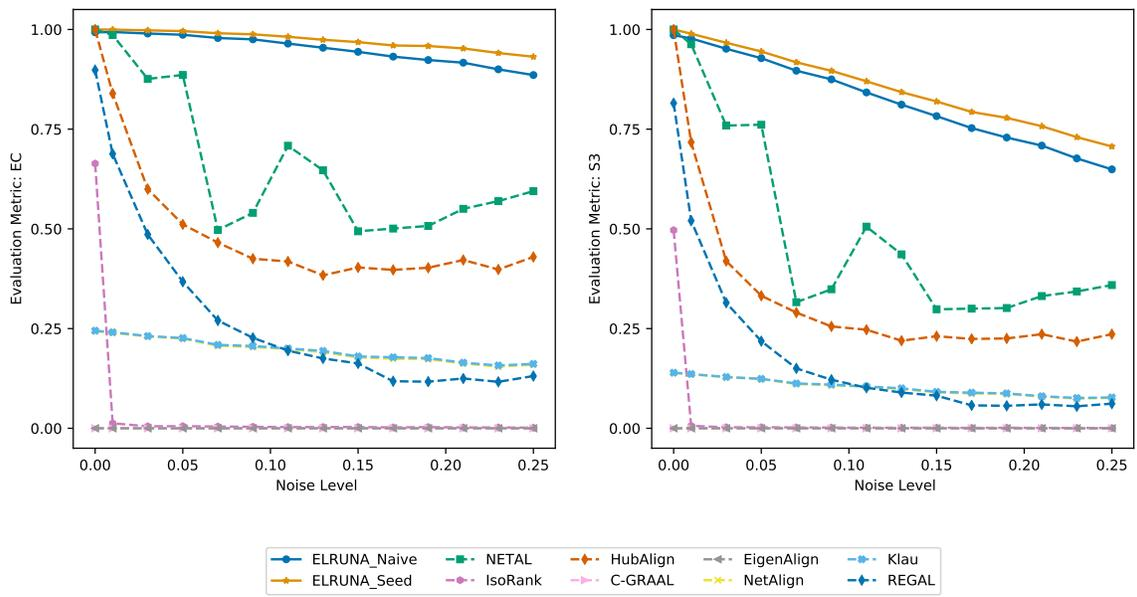 1.00
0.75
0.50
0.25
0.00
Evaluation Metric: EC
0.00 0.05 0.10 0.15 0.20 0.25
Noise Level
1.00
0.75
0.50
0.25
0.00
Evaluation Metric: S3
0.00 0.05 0.10 0.15 0.20 0.25
Noise Level
ELRUNA_Naive NETAL HubAlign EigenAlign Klau
ELRUNA_Seed IsoRank C-GRAAL NetAlign REGAL